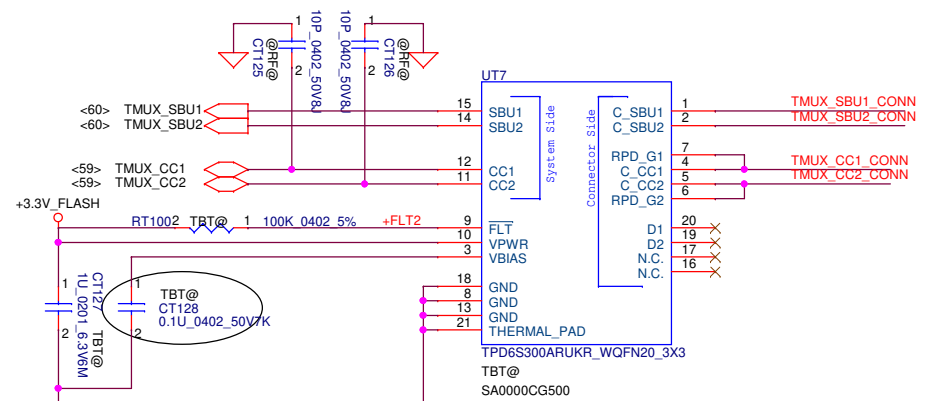 1
1
10P_0402_50V8J
@RF@
CT125
2
10P_0402_50V8J
@RF@
CT126
2
UT7
<60> TMUX_SBU1
15
SBU1
C_SBU1
1
TMUX_SBU1_CONN
<60> TMUX_SBU2
14
SBU2
C_SBU2
2
TMUX_SBU2_CONN
System Side
Connector Side
RPD_G1
7
<59> TMUX_CC1
12
CC1
C_CC1
4
TMUX_CC1_CONN
<59> TMUX_CC2
11
CC2
C_CC2
5
TMUX_CC2_CONN
RPD_G2
6
+3.3V_FLASH
RT100
2
TBT@
1
100K_0402_5%
+FLT2
9
FLT
D1
20
10
VPWR
D2
19
3
VBIAS
N.C.
17
N.C.
16
1
CT127
1U_0201_6.3V6M
TBT@
2
1
TBT@
CT128
0.1U_0402_50V7K
2
18
GND
8
GND
13
GND
21
THERMAL_PAD
TPD6S300ARUKR_WQFN20_3X3
TBT@
SA0000CG500